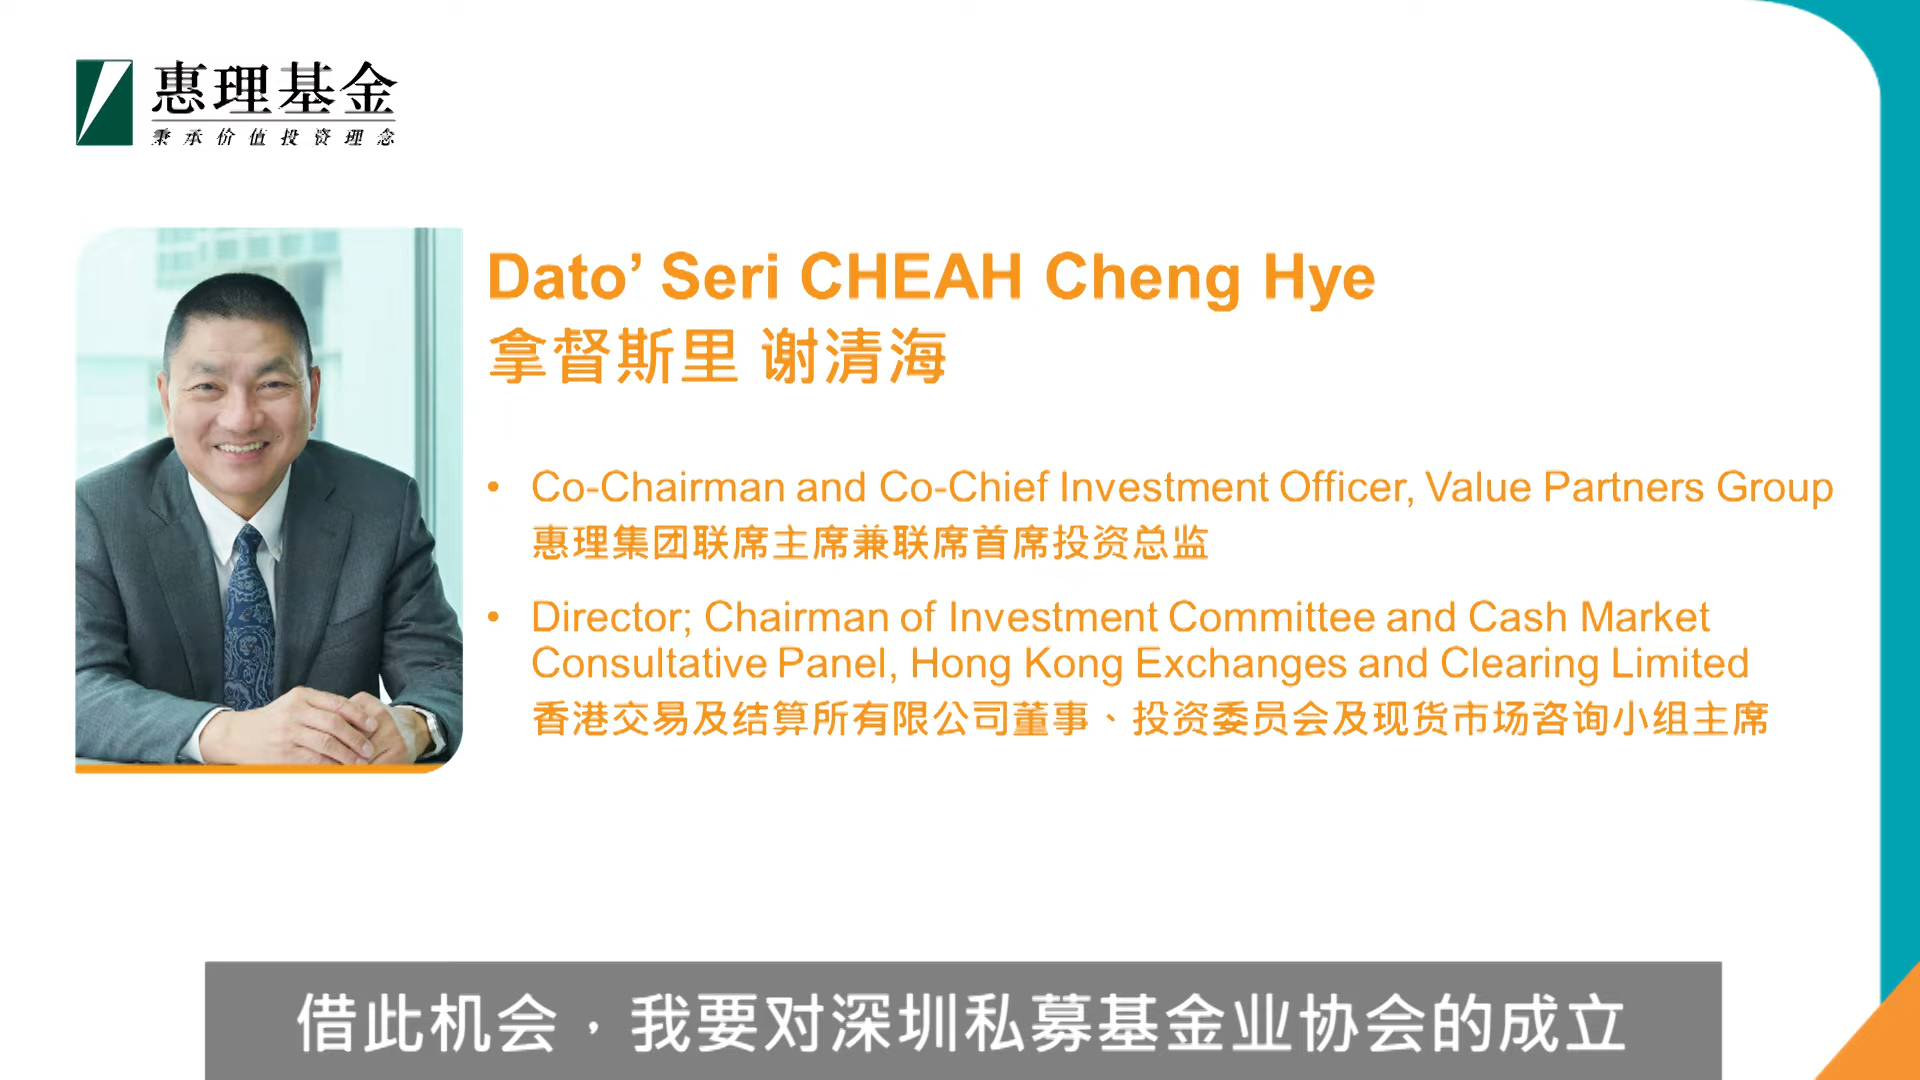 惠理基金
秉承价值投资理念
Dato’ Seri CHEAH Cheng Hye
拿督斯里 谢清海
• Co-Chairman and Co-Chief Investment Officer, Value Partners Group
惠理集团联席主席兼联席首席投资总监
• Director; Chairman of Investment Committee and Cash Market
Consultative Panel, Hong Kong Exchanges and Clearing Limited
香港交易及结算所有限公司董事、投资委员会及现货市场咨询小组主席
借此机会，我要对深圳私募基金业协会的成立